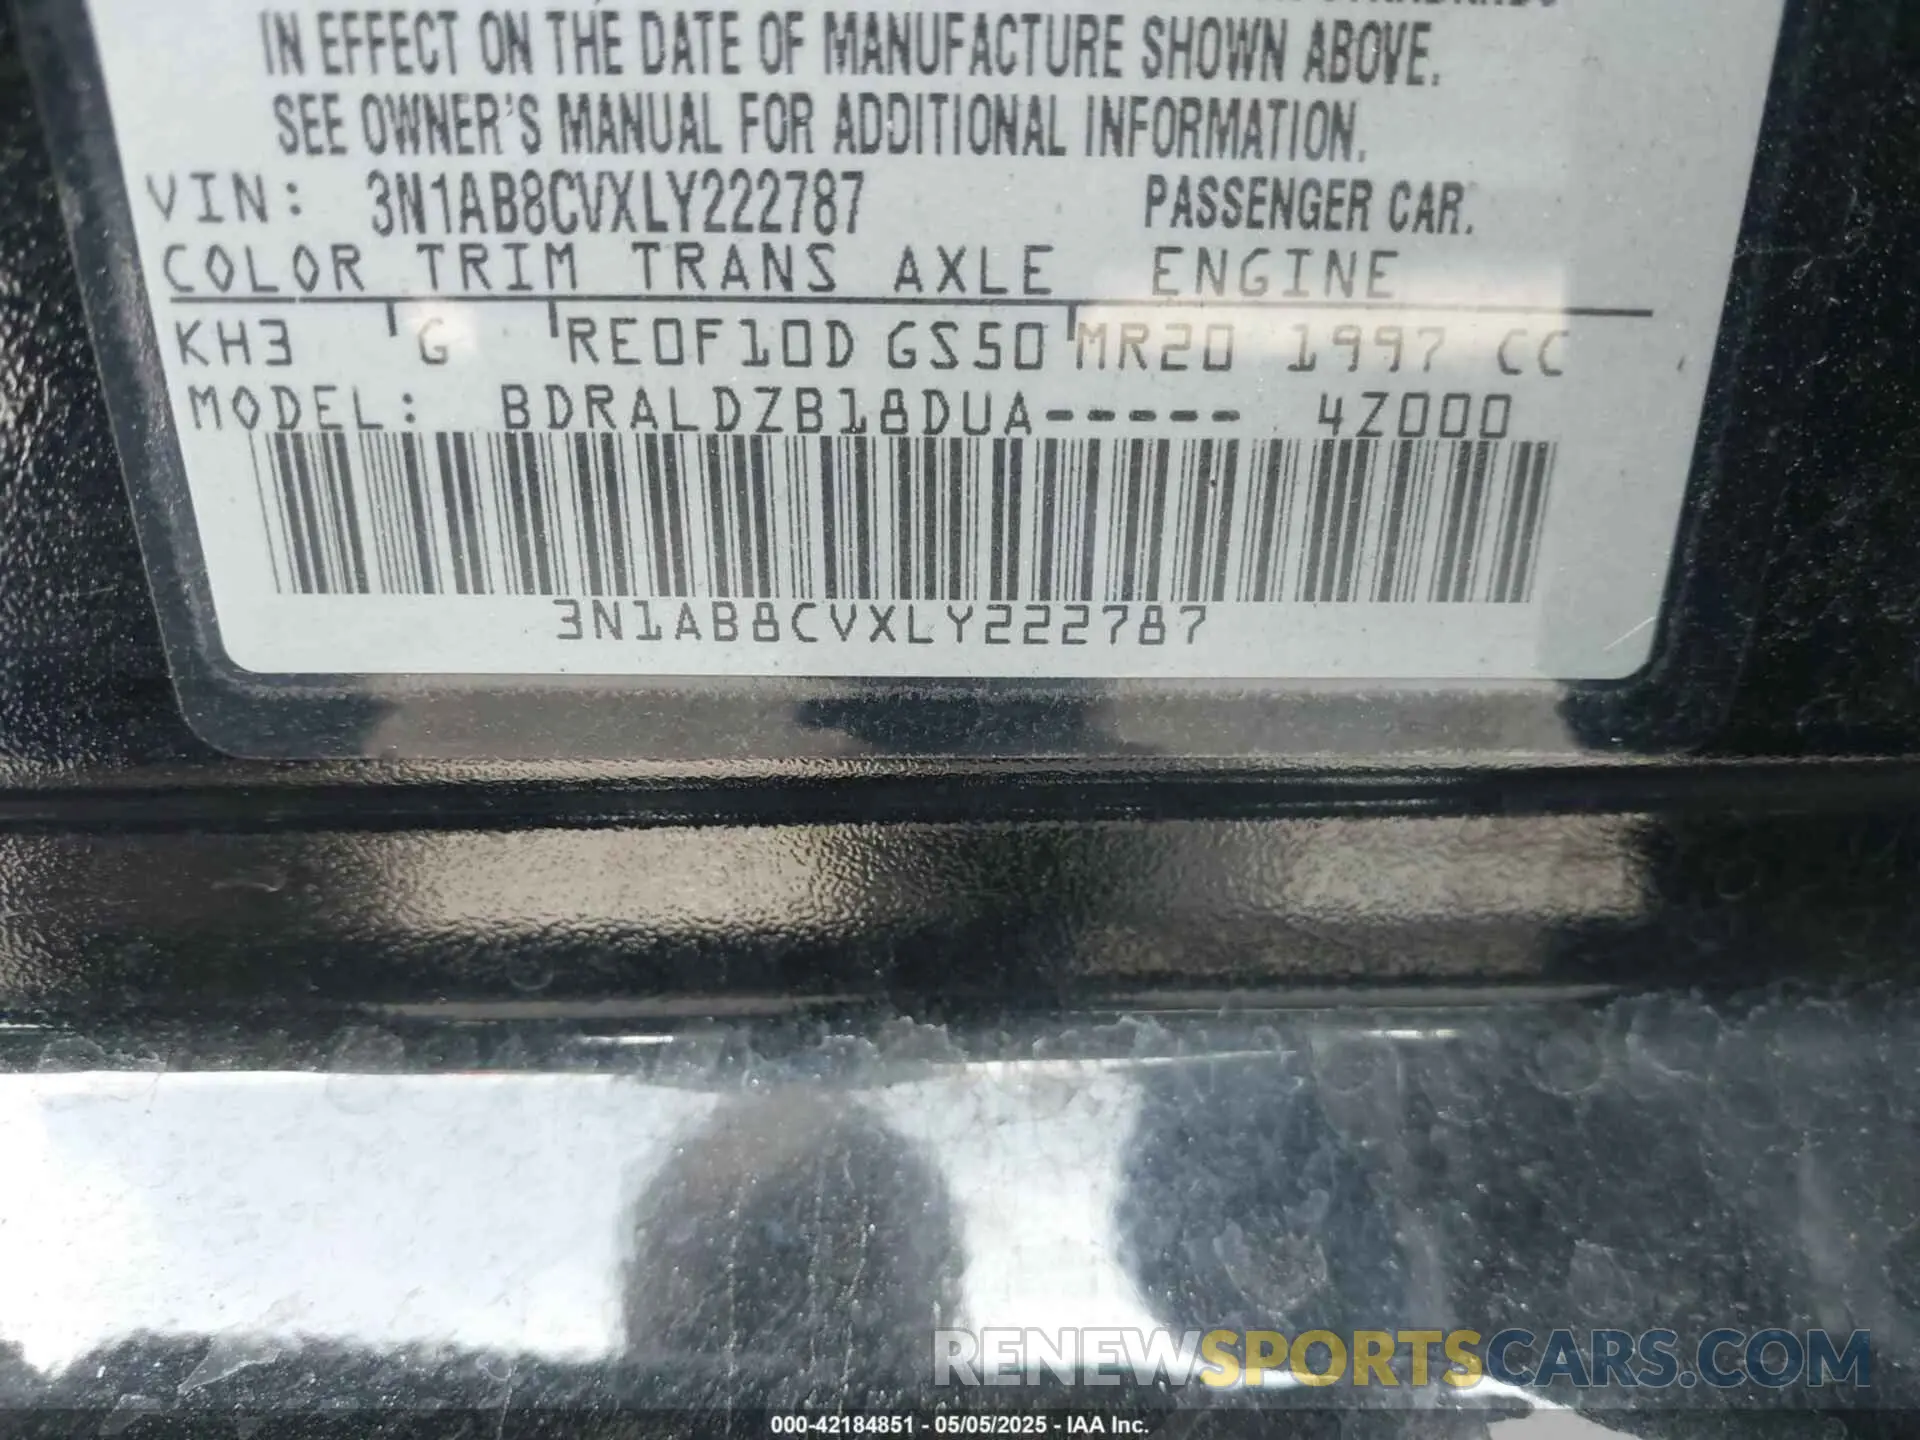 IN EFFECT ON THE DATE OF MANUFACTURE SHOWN ABOVE.
SEE OWNER'S MANUAL FOR ADDITIONAL INFORMATION.
VIN: 3N1AB8CVXLY222787 PASSENGER CAR.
COLOR TRIM TRANS AXLE ENGINE
KH3 G RE0F10D GS50 MR20 1997 CC
MODEL: BDRALDZB18DUA----- 4Z000
3N1AB8CVXLY222787
RENEWSPORTSCARS.COM
000-42184851 - 05/05/2025 - IAA Inc.